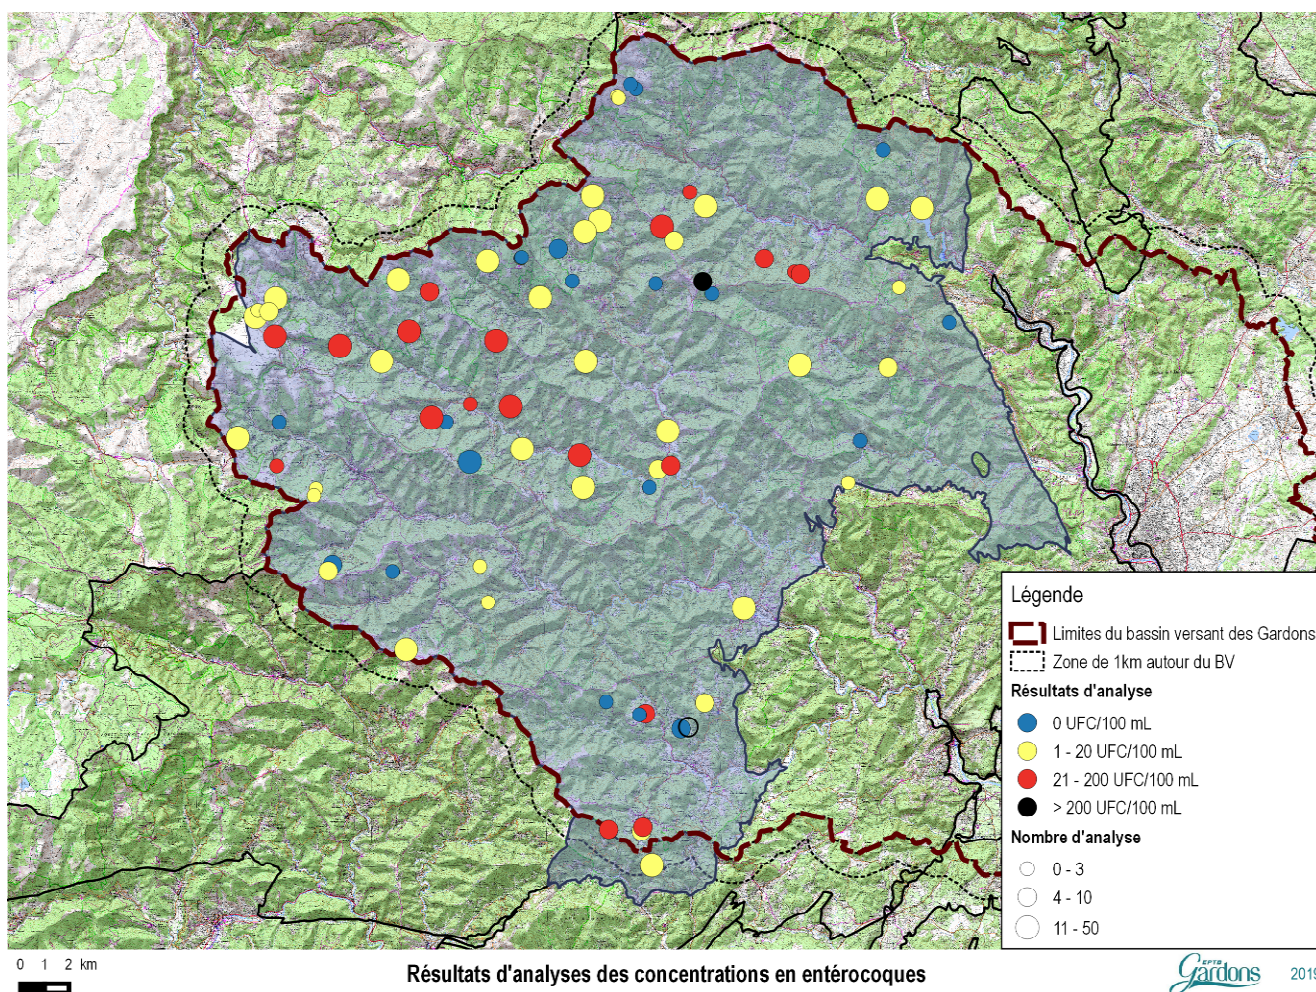 Légende
Limites du bassin versant des Gardons
Zone de 1km autour du BV
Résultats d'analyse
0 UFC/100 mL
1 - 20 UFC/100 mL
21 - 200 UFC/100 mL
> 200 UFC/100 mL
Nombre d'analyse
0 - 3
4 - 10
11 - 50
0 1 2 km
Résultats d'analyses des concentrations en entérocoques
EPTB
Gardons
2019